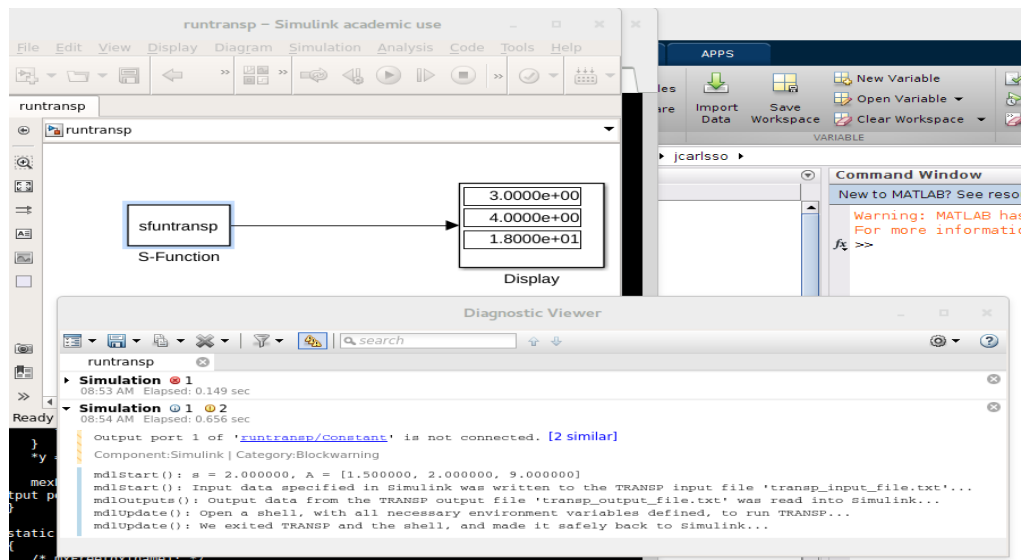 runtransp – Simulink academic use
File Edit View Display Diagram Simulation Analysis Code Tools Help
runtransp
runtransp
sfuntransp
S-Function
3.0000e+00
4.0000e+00
1.8000e+01
Display
Ready
APPS
les
are
Import Data
Save Workspace
New Variable
Open Variable
Clear Workspace
VARIABLE
jcarlsso
Command Window
New to MATLAB? See reso
Warning: MATLAB has
For more informatio
fx >>
Diagnostic Viewer
search
runtransp
Simulation 1
08:53 AM Elapsed: 0.149 sec
Simulation 1 2
08:54 AM Elapsed: 0.656 sec
Output port 1 of 'runtransp/Constant' is not connected. [2 similar]
Component:Simulink | Category:Blockwarning
mdlStart(): s = 2.000000, A = [1.500000, 2.000000, 9.000000]
mdlStart(): Input data specified in Simulink was written to the TRANSP input file 'transp_input_file.txt'...
mdlOutputs(): Output data from the TRANSP output file 'transp_output_file.txt' was read into Simulink...
mdlUpdate(): Open a shell, with all necessary environment variables defined, to run TRANSP...
mdlUpdate(): We exited TRANSP and the shell, and made it safely back to Simulink...
}
*y =
mex
tput po
}
static
{